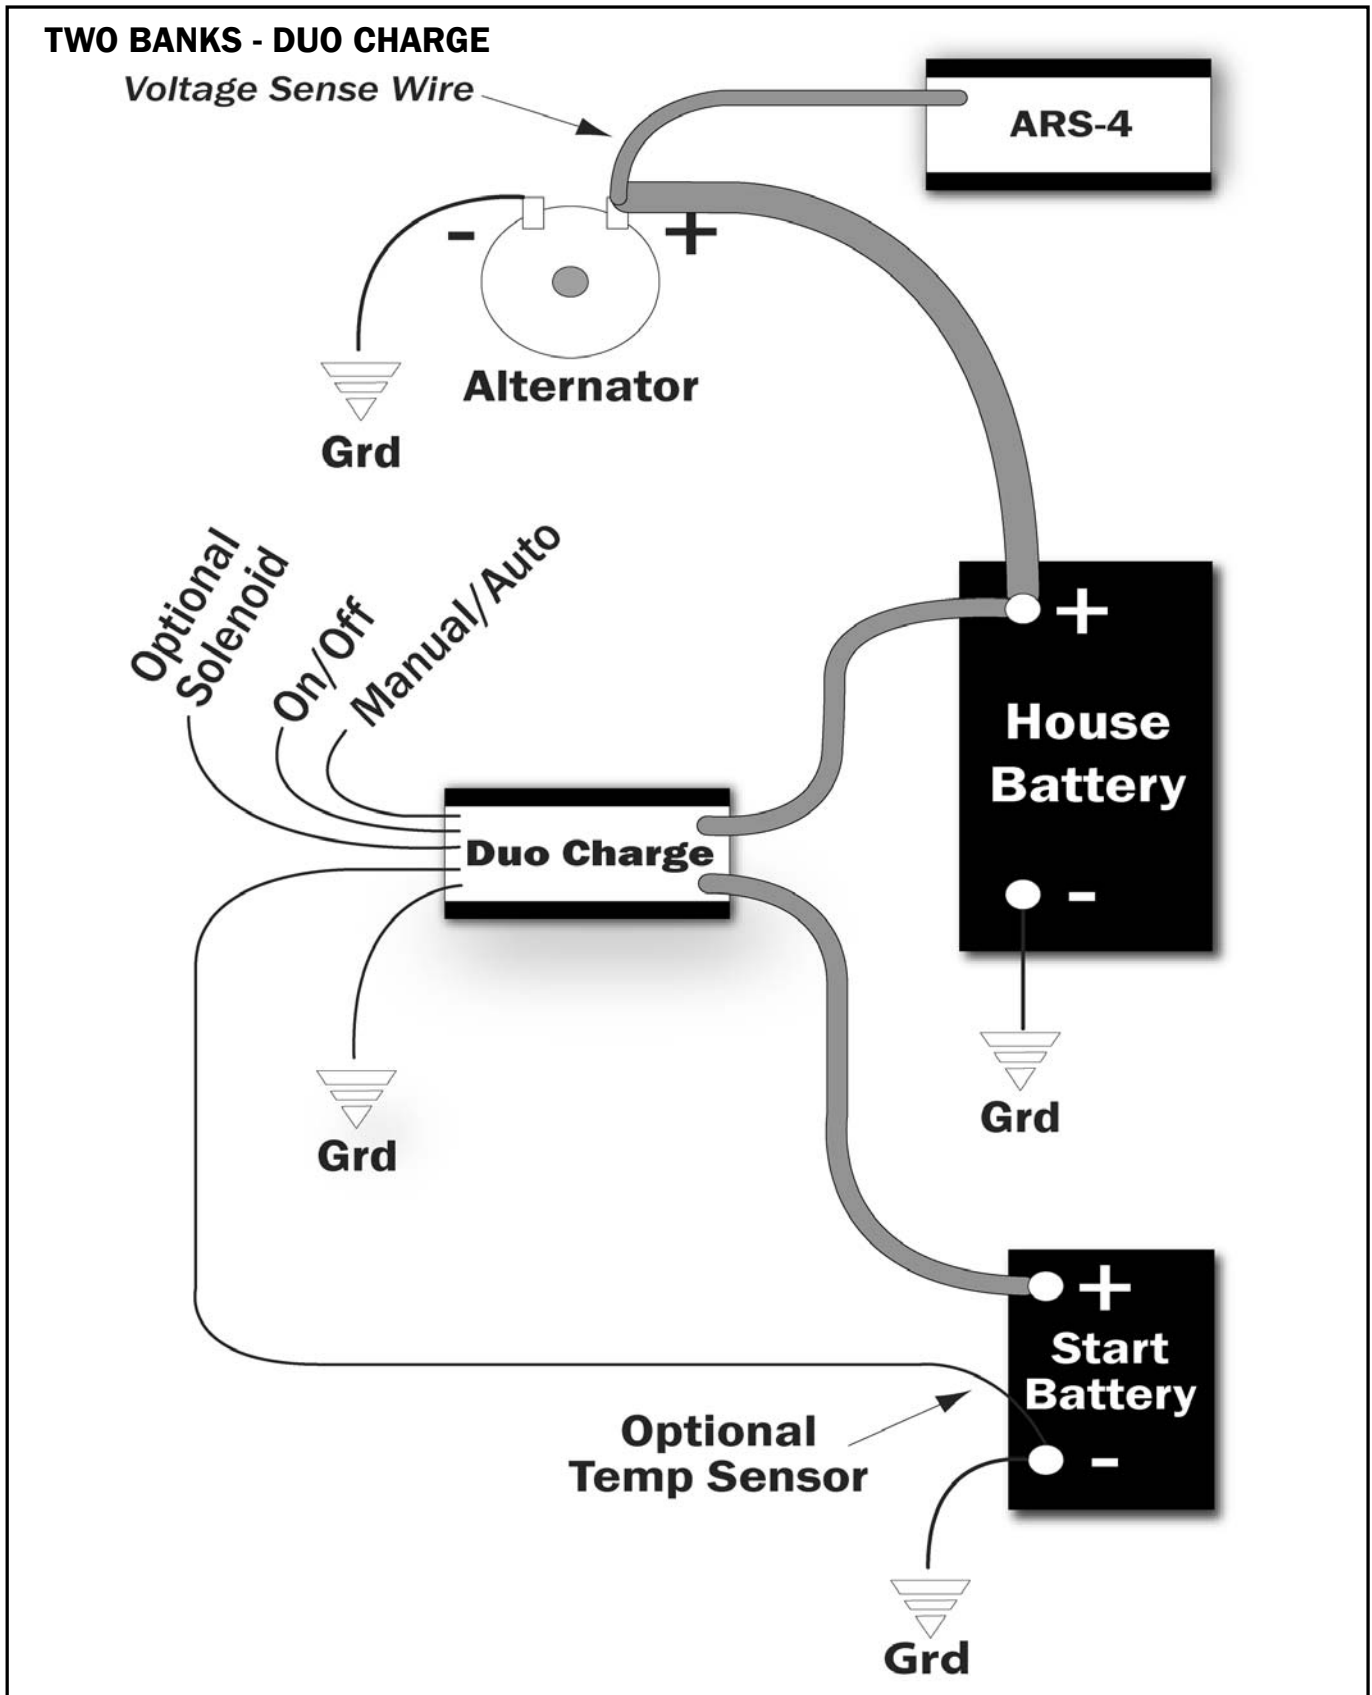 TWO BANKS - DUO CHARGE
Voltage Sense Wire
ARS-4
-
+
Alternator
Grd
Optional
Solenoid
On/Off
Manual/Auto
+
House
Battery
-
Duo Charge
Grd
Grd
+
Start
Battery
-
Optional
Temp Sensor
Grd